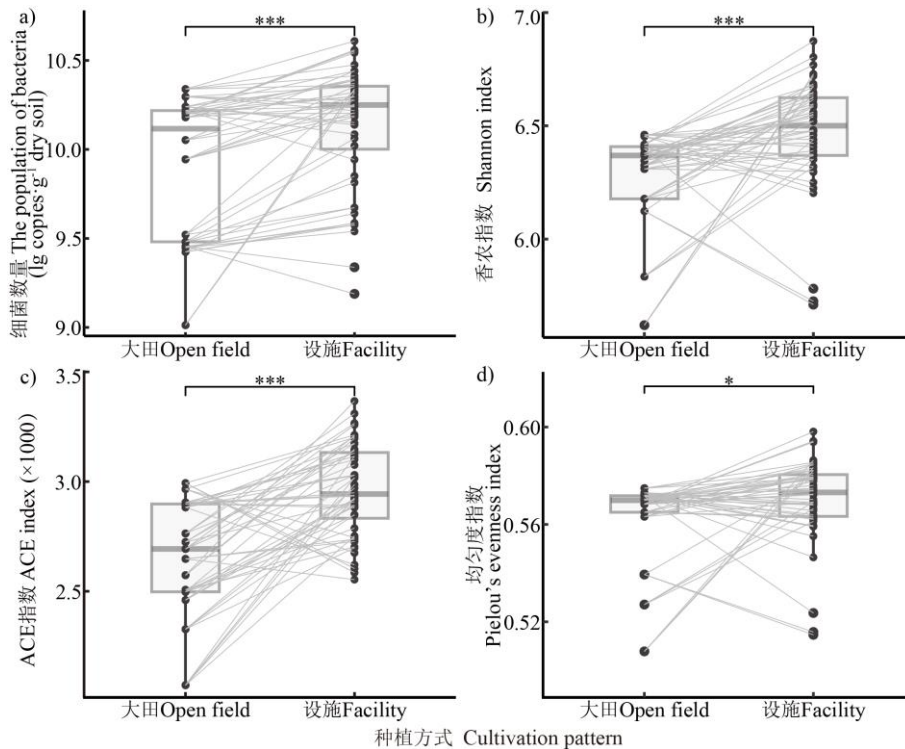 a)
***
10.5
10.0
9.5
9.0
细菌数量 The population of bacteria
(lg copies·g⁻¹ dry soil)
大田Open field
设施Facility
b)
***
7.0
6.5
6.0
香农指数 Shannon index
大田Open field
设施Facility
c)
***
3.5
3.0
2.5
ACE指数 ACE index (×1000)
大田Open field
设施Facility
d)
*
0.60
0.56
0.52
均匀度指数
Pielou's evenness index
大田Open field
设施Facility
种植方式 Cultivation pattern